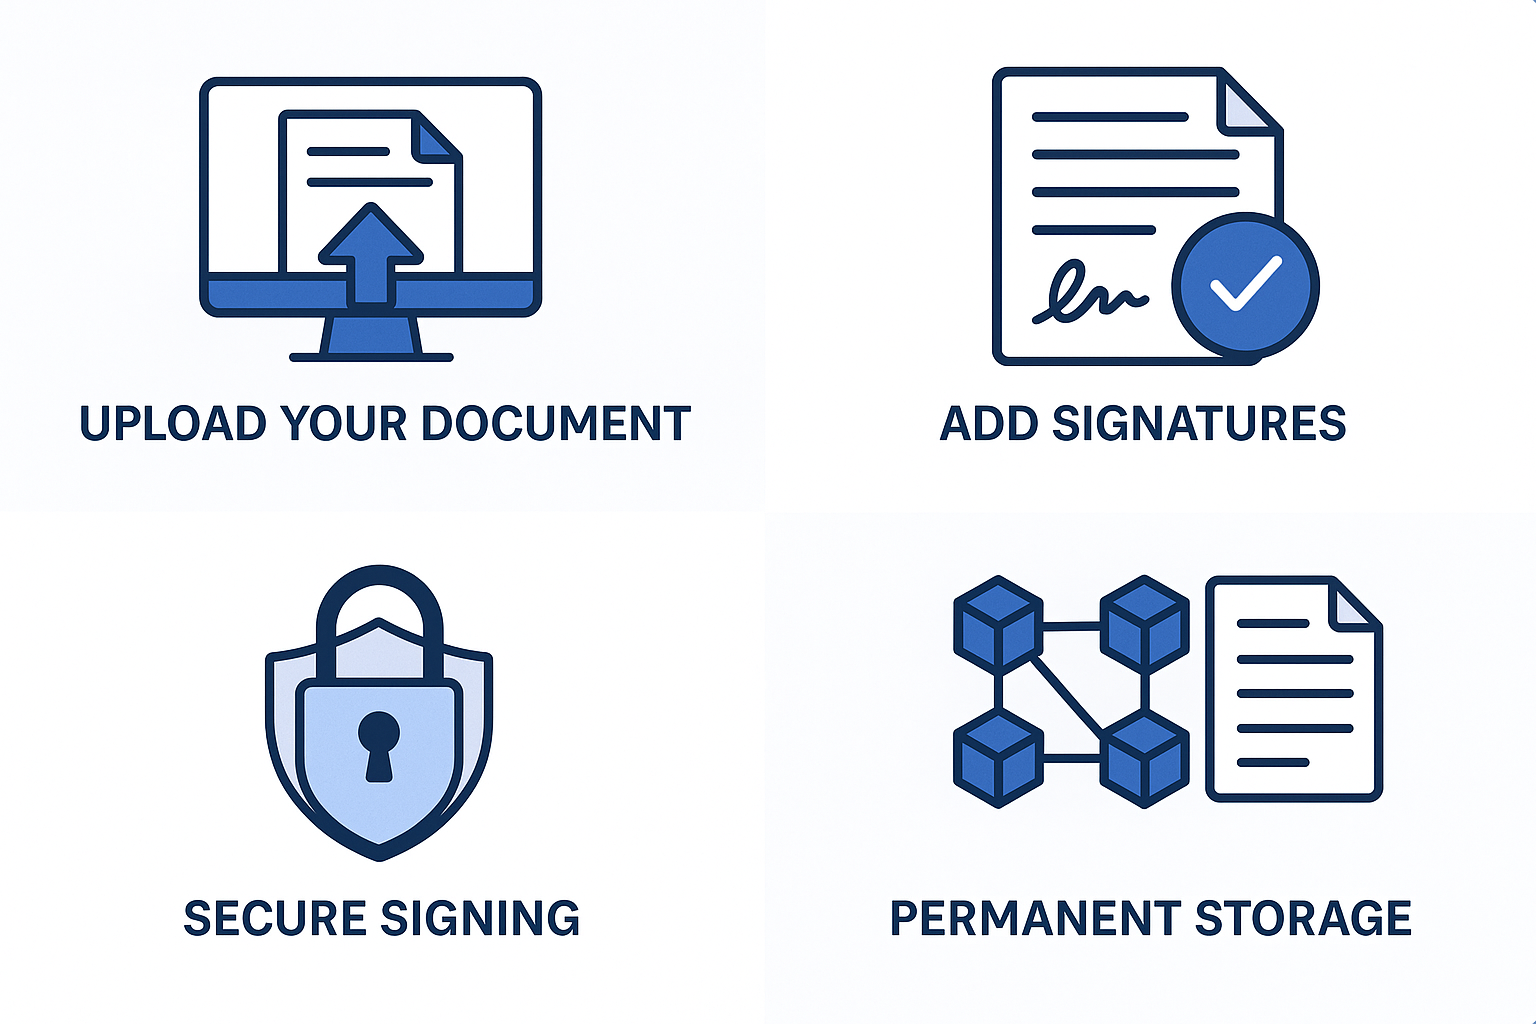 UPLOAD YOUR DOCUMENT
ADD SIGNATURES
SECURE SIGNING
PERMANENT STORAGE